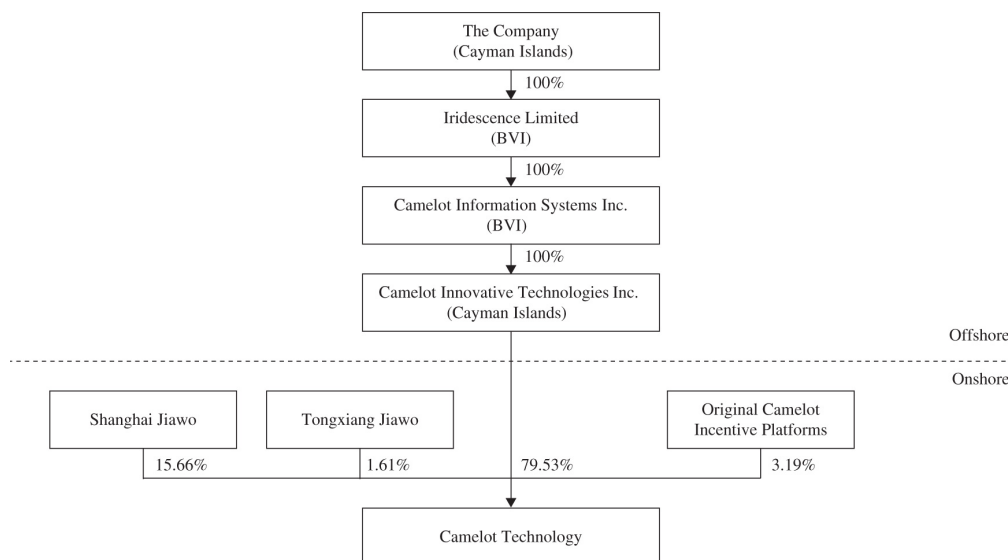 The Company
(Cayman Islands)
100%
Iridescence Limited
(BVI)
100%
Camelot Information Systems Inc.
(BVI)
100%
Camelot Innovative Technologies Inc.
(Cayman Islands)
Offshore
Onshore
Shanghai Jiawo
Tongxiang Jiawo
Original Camelot
Incentive Platforms
15.66%
1.61%
79.53%
3.19%
Camelot Technology